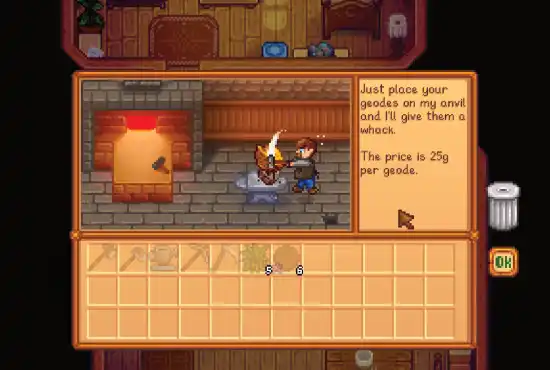 Just place your
geodes on my anvil
and I'll give them a
whack.
The price is 25g
per geode.
5
6
Ok